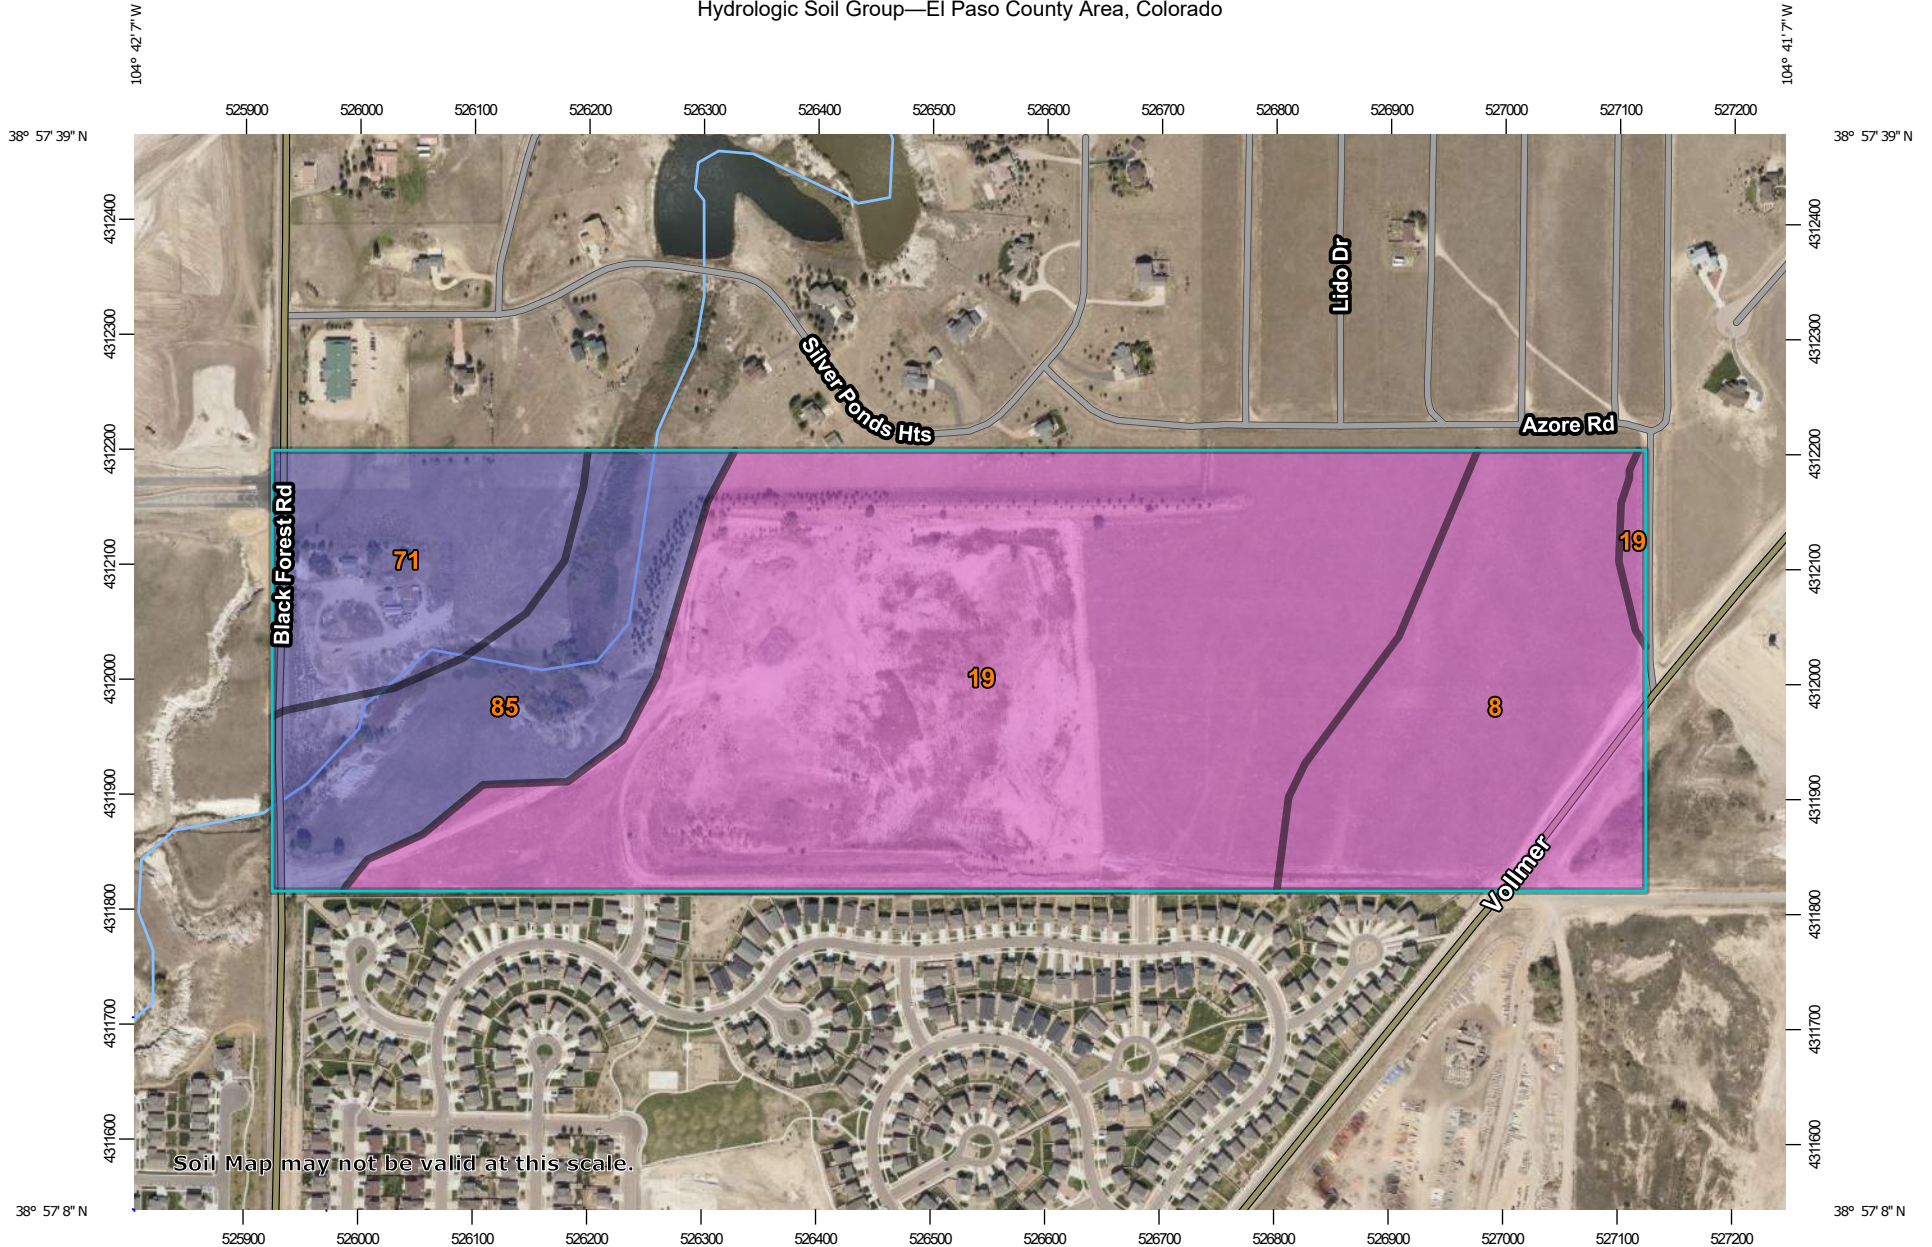 Hydrologic Soil Group—El Paso County Area, Colorado
104° 42' 7'' W
104° 41' 7'' W
525900 526000 526100 526200 526300 526400 526500 526600 526700 526800 526900 527000 527100 527200
38° 57' 39'' N
38° 57' 39'' N
4312400
4312400
Lido Dr
4312300
4312300
Silver Ponds Hts
Azore Rd
4312200
4312200
Black Forest Rd
71
19
4312100
4312100
4312000
4312000
19
85
8
4311900
4311900
Vollmer
4311800
4311800
4311700
4311700
4311600
4311600
Soil Map may not be valid at this scale.
38° 57' 8'' N
38° 57' 8'' N
525900 526000 526100 526200 526300 526400 526500 526600 526700 526800 526900 527000 527100 527200